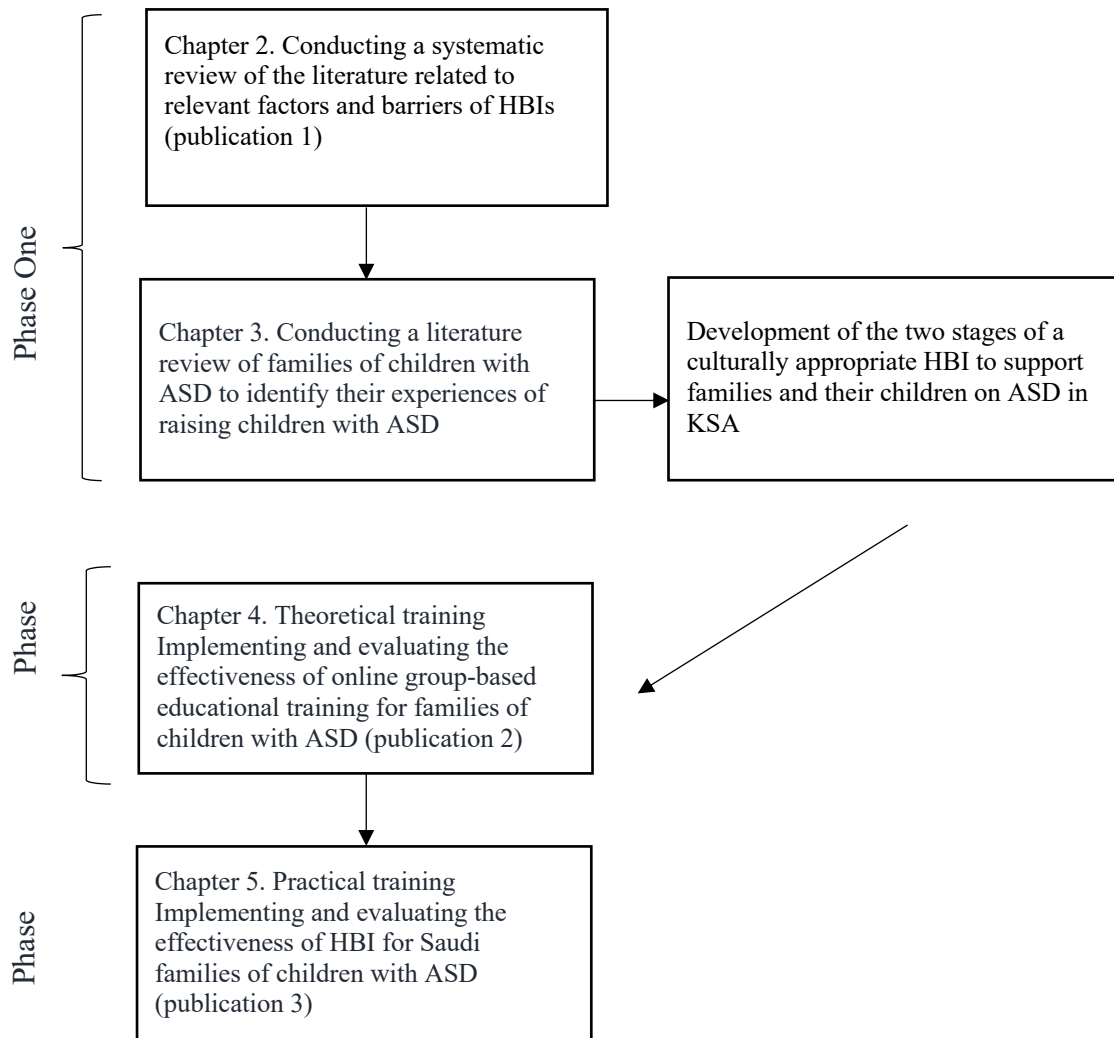 Phase One
Chapter 2. Conducting a systematic
review of the literature related to
relevant factors and barriers of HBIs
(publication 1)
Chapter 3. Conducting a literature
review of families of children with
ASD to identify their experiences of
raising children with ASD
Development of the two stages of a
culturally appropriate HBI to support
families and their children on ASD in
KSA
Phase
Chapter 4. Theoretical training
Implementing and evaluating the
effectiveness of online group-based
educational training for families of
children with ASD (publication 2)
Phase
Chapter 5. Practical training
Implementing and evaluating the
effectiveness of HBI for Saudi
families of children with ASD
(publication 3)